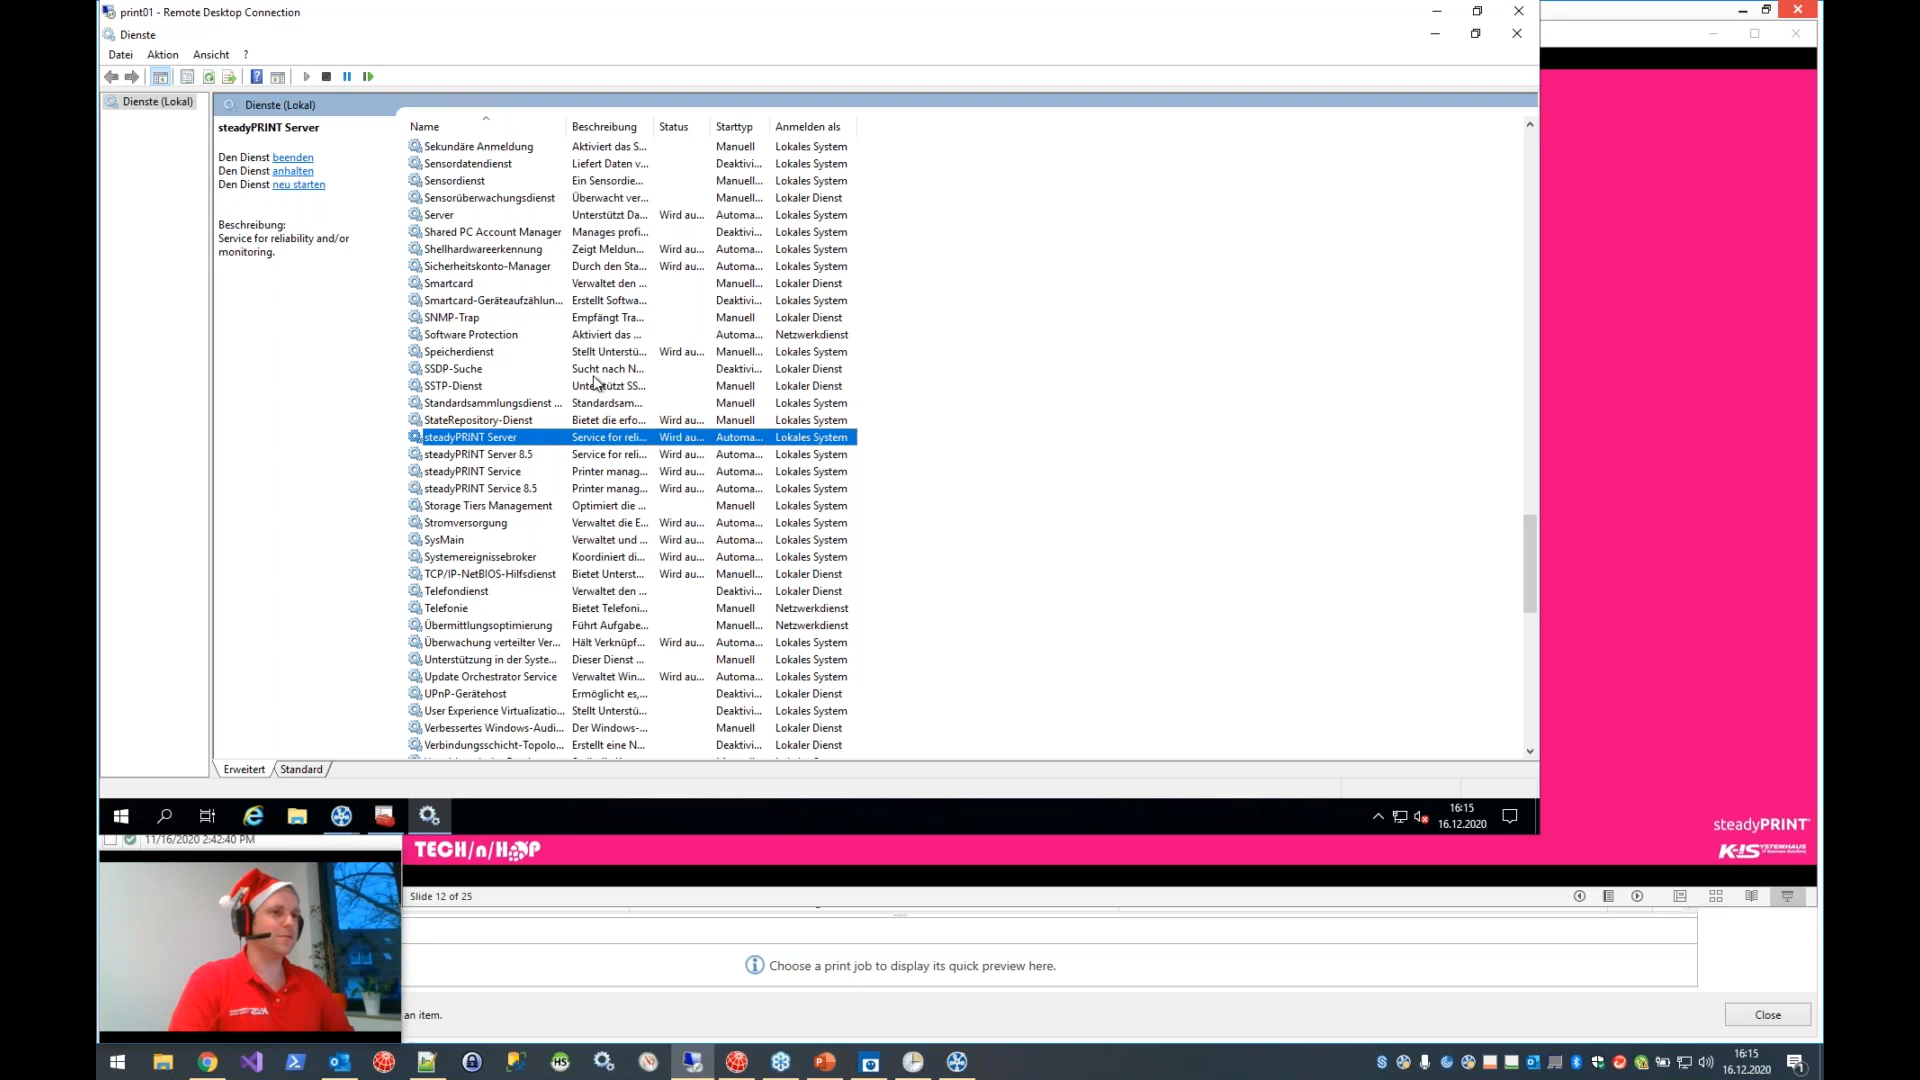 print01 - Remote Desktop Connection
Dienste
Datei Aktion Ansicht ?
Dienste (Lokal)
Dienste (Lokal)
steadyPRINT Server
Den Dienst beenden
Den Dienst anhalten
Den Dienst neu starten
Beschreibung:
Service for reliability and/or
monitoring.
Name Beschreibung Status Starttyp Anmelden als
Sekundäre Anmeldung Aktiviert das S... Manuell Lokales System
Sensordatendienst Liefert Daten v... Deaktivi... Lokales System
Sensordienst Ein Sensordie... Manuell... Lokales System
Sensorüberwachungsdienst Überwacht ver... Manuell... Lokaler Dienst
Server Unterstützt Da... Wird au... Automa... Lokales System
Shared PC Account Manager Manages profi... Deaktivi... Lokales System
Shellhardwareerkennung Zeigt Meldun... Wird au... Automa... Lokales System
Sicherheitskonto-Manager Durch den Sta... Wird au... Automa... Lokales System
Smartcard Verwaltet den ... Manuell... Lokaler Dienst
Smartcard-Geräteaufzählun... Erstellt Softwa... Deaktivi... Lokales System
SNMP-Trap Empfängt Tra... Manuell Lokaler Dienst
Software Protection Aktiviert das ... Automa... Netzwerkdienst
Speicherdienst Stellt Unterstü... Wird au... Manuell... Lokales System
SSDP-Suche Sucht nach N... Deaktivi... Lokaler Dienst
SSTP-Dienst Unterstützt SS... Manuell Lokaler Dienst
Standardsammlungsdienst ... Standardsam... Manuell Lokales System
StateRepository-Dienst Bietet die erfo... Wird au... Manuell Lokales System
steadyPRINT Server Service for reli... Wird au... Automa... Lokales System
steadyPRINT Server 8.5 Service for reli... Wird au... Automa... Lokales System
steadyPRINT Service Printer manag... Wird au... Automa... Lokales System
steadyPRINT Service 8.5 Printer manag... Wird au... Automa... Lokales System
Storage Tiers Management Optimiert die ... Manuell Lokales System
Stromversorgung Verwaltet die E... Wird au... Automa... Lokales System
SysMain Verwaltet und ... Wird au... Automa... Lokales System
Systemereignissebroker Koordiniert di... Wird au... Automa... Lokales System
TCP/IP-NetBIOS-Hilfsdienst Bietet Unterst... Wird au... Manuell... Lokaler Dienst
Telefondienst Verwaltet den ... Deaktivi... Lokaler Dienst
Telefonie Bietet Telefoni... Manuell Netzwerkdienst
Übermittlungsoptimierung Führt Aufgabe... Manuell... Netzwerkdienst
Überwachung verteilter Ver... Hält Verknüpf... Wird au... Automa... Lokales System
Unterstützung in der Syste... Dieser Dienst ... Manuell Lokales System
Update Orchestrator Service Verwaltet Win... Wird au... Automa... Lokales System
UPnP-Gerätehost Ermöglicht es,... Deaktivi... Lokaler Dienst
User Experience Virtualizatio... Stellt Unterstü... Deaktivi... Lokales System
Verbessertes Windows-Audi... Der Windows-... Manuell Lokaler Dienst
Verbindungsschicht-Topolo... Erstellt eine N... Deaktivi... Lokaler Dienst
Erweitert Standard
16:15
16.12.2020
11/16/2020 2:42:40 PM
TECH/n/HOP
steadyPRINT
K-iS SYSTEMHAUS
Slide 12 of 25
Choose a print job to display its quick preview here.
an item.
Close
HS
16:15
16.12.2020